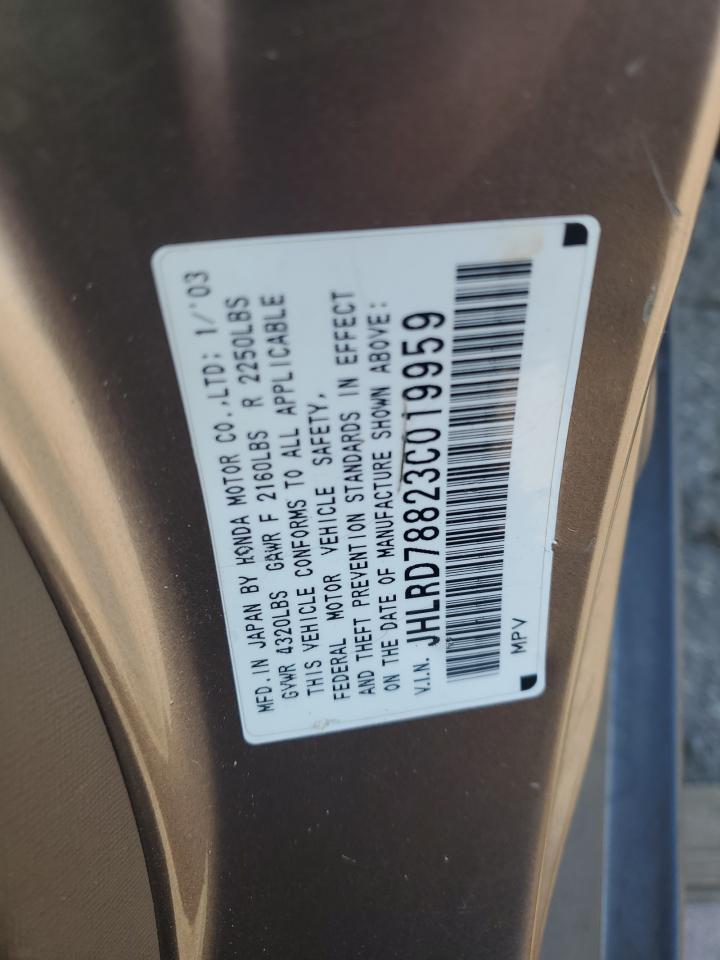 MFD. IN JAPAN BY HONDA MOTOR CO., LTD: 1/'03
GVWR 4320LBS GAWR F 2160LBS R 2250LBS
THIS VEHICLE CONFORMS TO ALL APPLICABLE
FEDERAL MOTOR VEHICLE SAFETY,
AND THEFT PREVENTION STANDARDS IN EFFECT
ON THE DATE OF MANUFACTURE SHOWN ABOVE:
V.I.N. JHLRD78823C019959
MPV